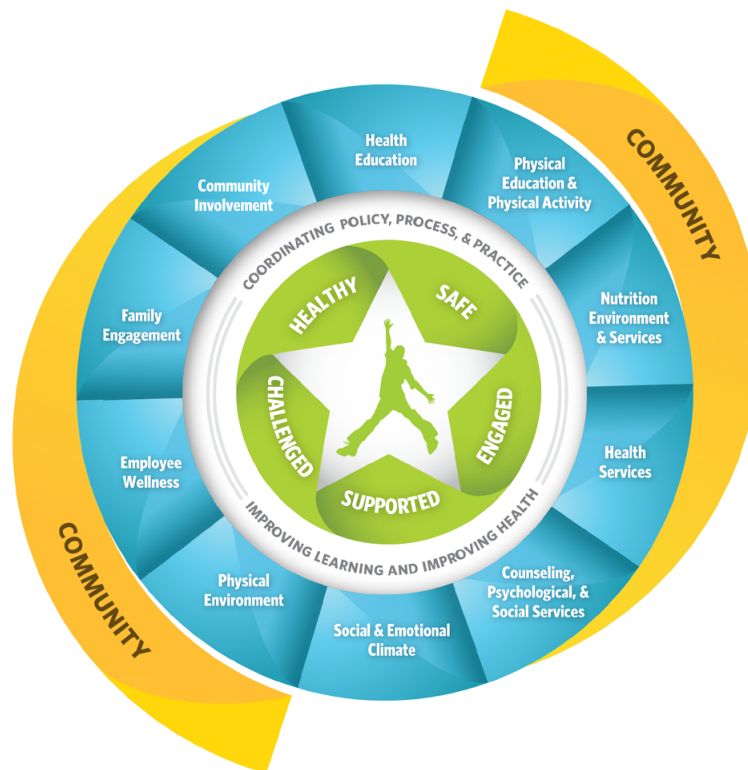 COMMUNITY
Health
Education
Physical
Education &
Physical Activity
Nutrition
Environment
& Services
Health
Services
Counseling,
Psychological, &
Social Services
Social & Emotional
Climate
Physical
Environment
Employee
Wellness
Family
Engagement
Community
Involvement
COORDINATING POLICY, PROCESS, & PRACTICE
IMPROVING LEARNING AND IMPROVING HEALTH
HEALTHY
SAFE
ENGAGED
SUPPORTED
CHALLENGED
COMMUNITY